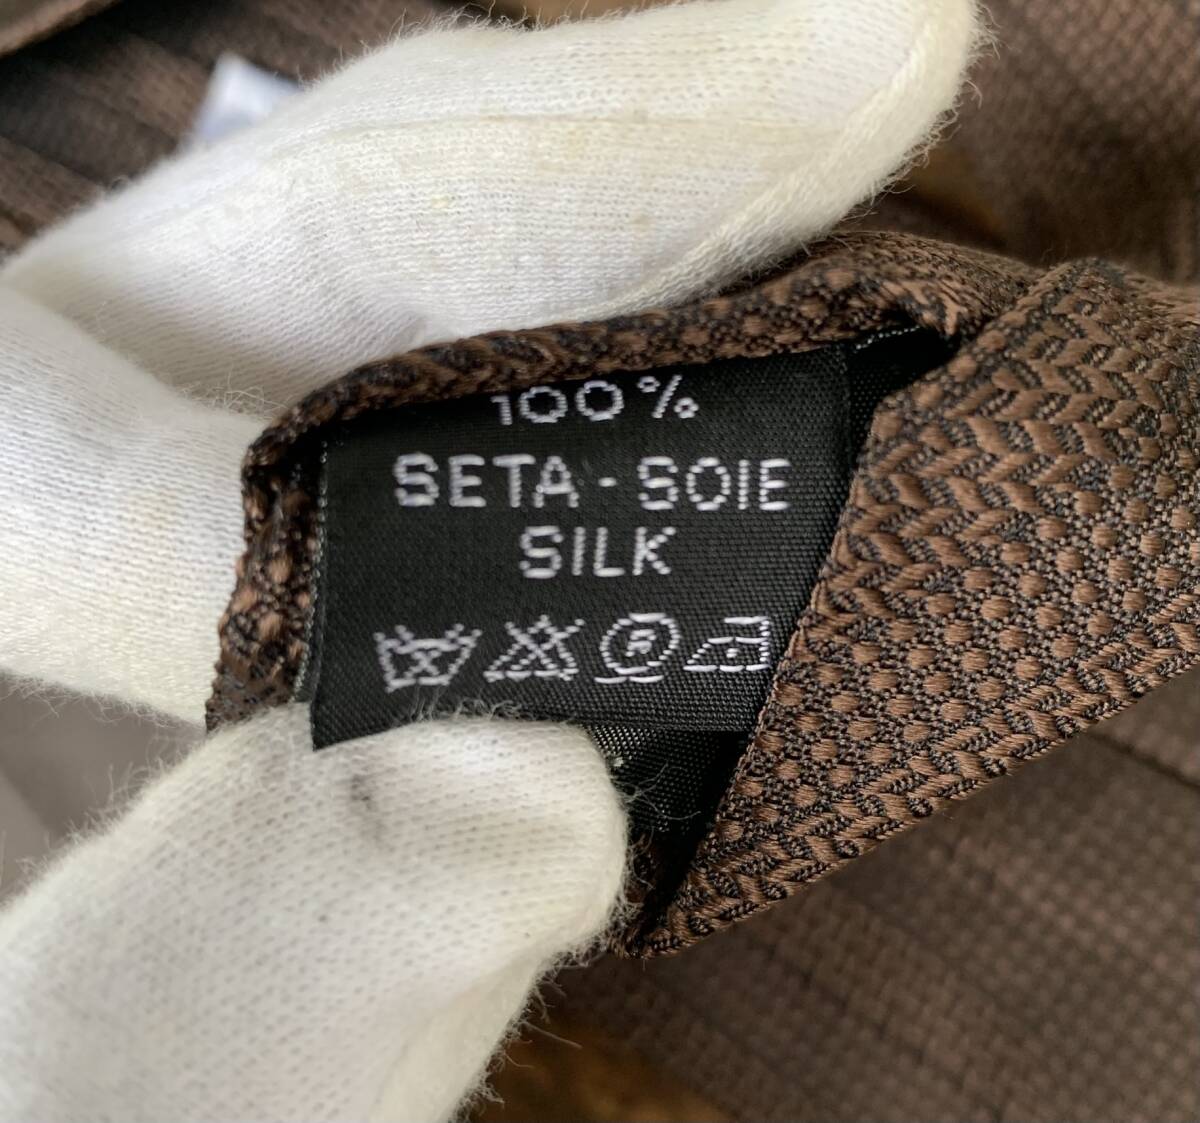 100%
SETA - SOIE
SILK
R